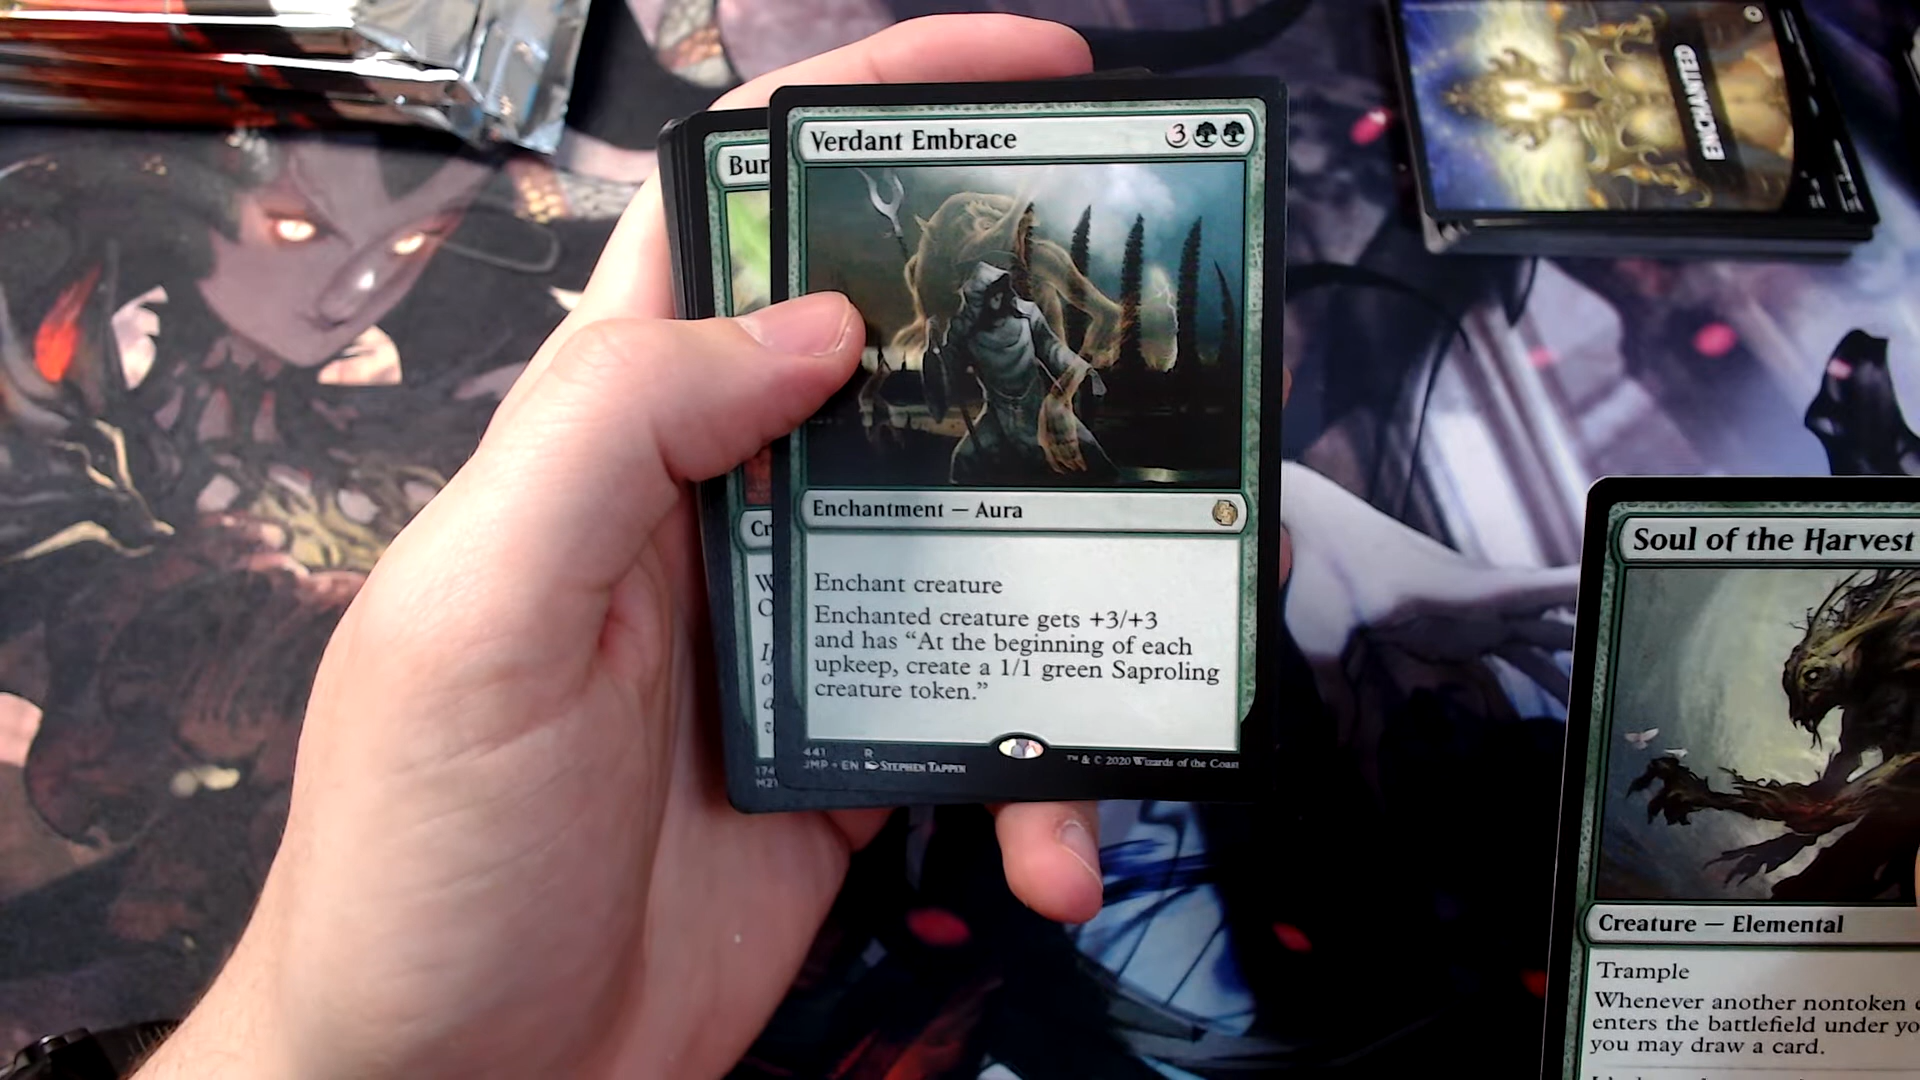 ENCHANTED
Verdant Embrace
3
Enchantment — Aura
Enchant creature
Enchanted creature gets +3/+3
and has “At the beginning of each
upkeep, create a 1/1 green Saproling
creature token.”
441 R
JMP • EN STEPHEN TAPPIN
™ & © 2020 Wizards of the Coast
Bur
Cr
W
O
174
M21
Soul of the Harvest
Creature — Elemental
Trample
Whenever another nontoken
enters the battlefield under yo
you may draw a card.